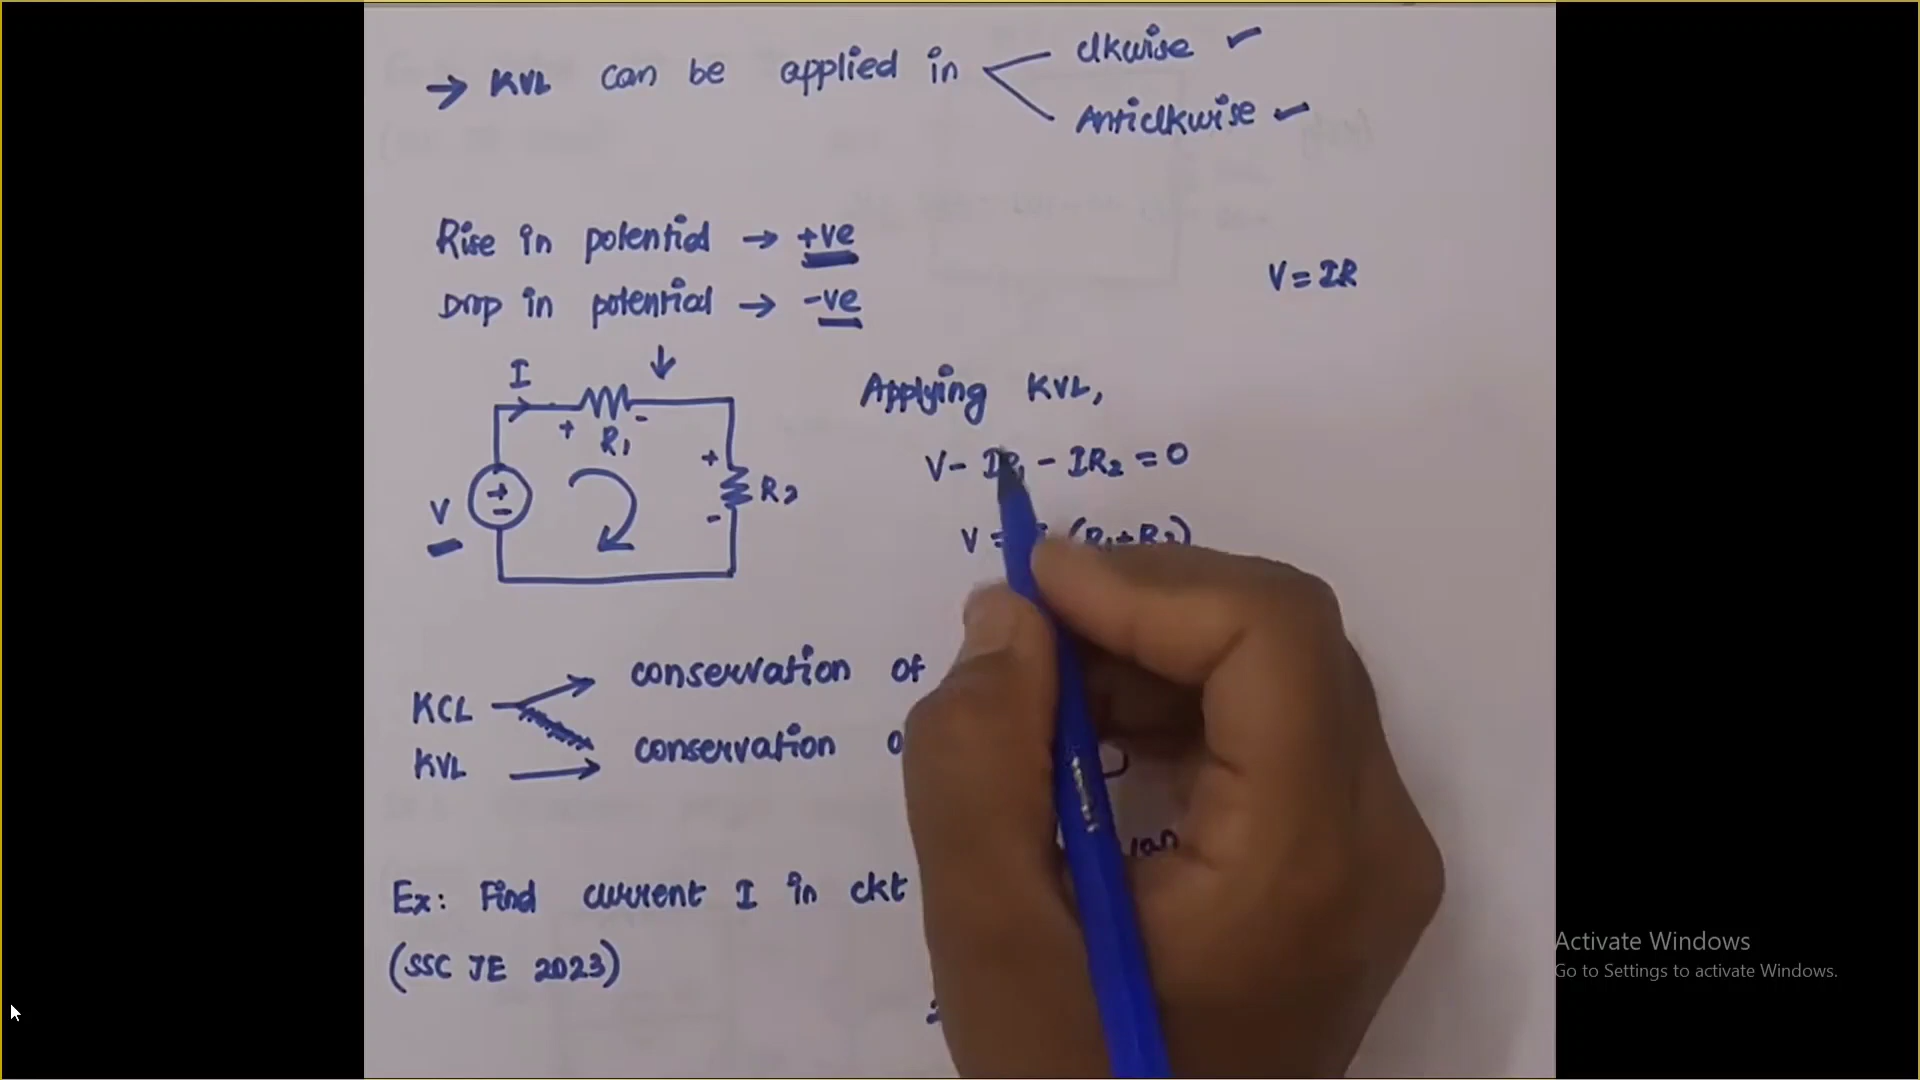 → KVL can be applied in clkwise ✓
Anticlkwise ✓
Rise in potential → +ve
Drop in potential → -ve
V = IR
I
+ R₁ -
+
R₂
-
V
+
-
Applying KVL,
V - IR₁ - IR₂ = 0
V = (R₁+R₂)
KCL → conservation of
KVL → conservation
Ex: Find current I in ckt
(SSC JE 2023)
Activate Windows
Go to Settings to activate Windows.